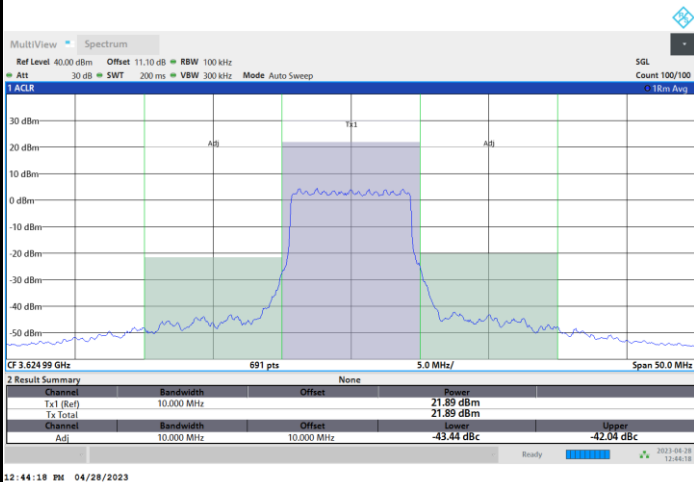 MultiView Spectrum
Ref Level 40.00 dBm Offset 11.10 dB RBW 100 kHz SGL
Att 30 dB SWT 200 ms VBW 300 kHz Mode Auto Sweep Count 100/100
1 ACLR 1Rm Avg
30 dBm
Tx1
20 dBm Adj Adj
10 dBm
0 dBm
-10 dBm
-20 dBm
-30 dBm
-40 dBm
-50 dBm
CF 3.624 99 GHz 691 pts 5.0 MHz/ Span 50.0 MHz
2 Result Summary None
Channel Bandwidth Offset Power
Tx1 (Ref) 10.000 MHz 21.89 dBm
Tx Total 21.89 dBm
Channel Bandwidth Offset Lower Upper
Adj 10.000 MHz 10.000 MHz -43.44 dBc -42.04 dBc
Ready 2023-04-28
12:44:18
12:44:18 PM 04/28/2023